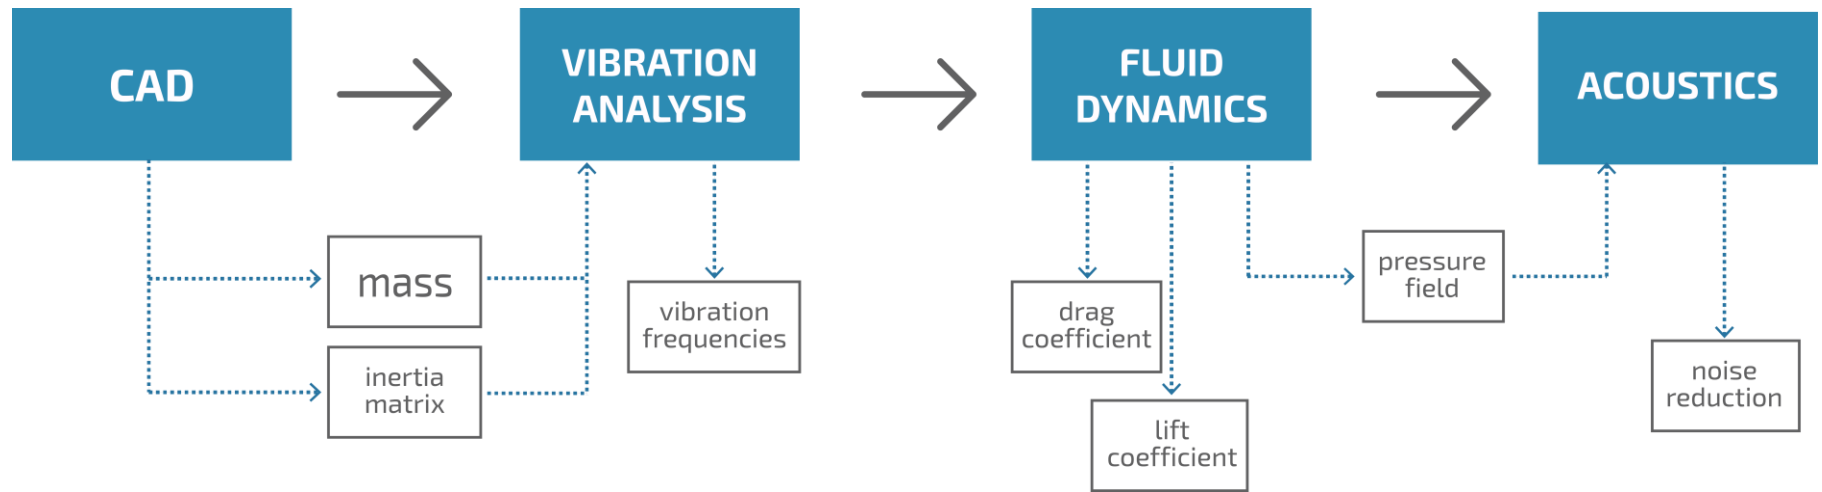 CAD
VIBRATION
ANALYSIS
FLUID
DYNAMICS
ACOUSTICS
mass
inertia
matrix
vibration
frequencies
drag
coefficient
lift
coefficient
pressure
field
noise
reduction